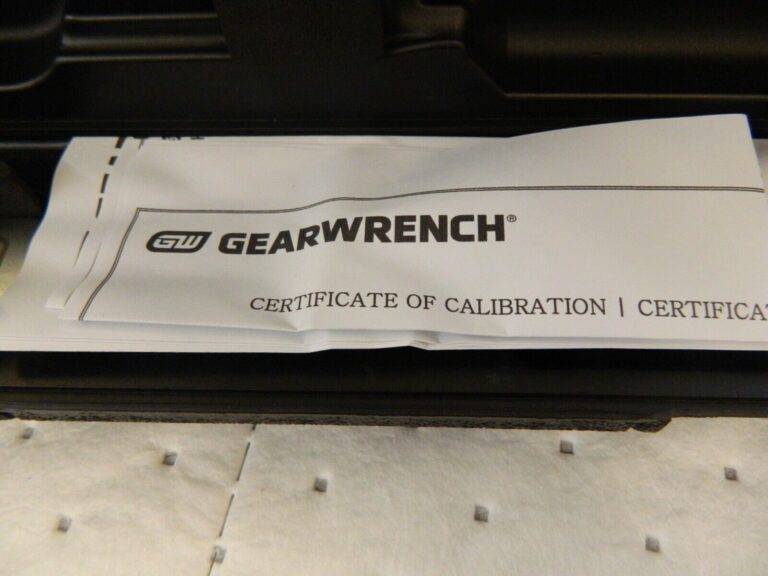 GW GEARWRENCH®
CERTIFICATE OF CALIBRATION | CERTIFICA